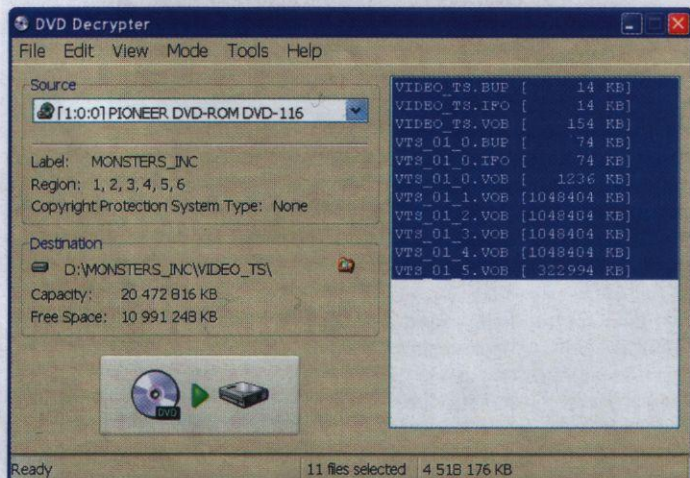 DVD Decrypter
File Edit View Mode Tools Help
Source
[1:0:0] PIONEER DVD-ROM DVD-116
Label: MONSTERS_INC
Region: 1, 2, 3, 4, 5, 6
Copyright Protection System Type: None
Destination
D:\MONSTERS_INC\VIDEO_TS\
Capacity: 20 472 816 KB
Free Space: 10 991 248 KB
DVD
VIDEO_TS.BUP [ 14 KB]
VIDEO_TS.IFO [ 14 KB]
VIDEO_TS.VOB [ 154 KB]
VTS_01_0.BUP [ 74 KB]
VTS_01_0.IFO [ 74 KB]
VTS_01_0.VOB [ 1236 KB]
VTS_01_1.VOB [1048404 KB]
VTS_01_2.VOB [1048404 KB]
VTS_01_3.VOB [1048404 KB]
VTS_01_4.VOB [1048404 KB]
VTS_01_5.VOB [ 322994 KB]
Ready 11 files selected 4 518 176 KB